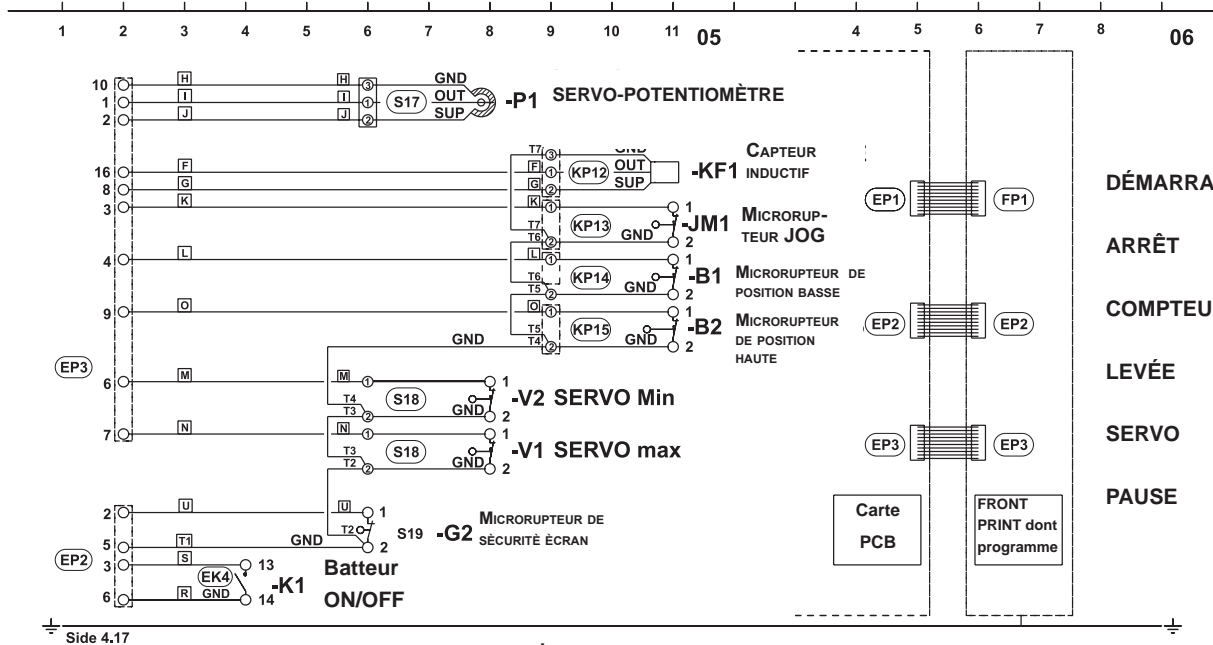 1 2 3 4 5 6 7 8 9 10 11 05 4 5 6 7 8 06
10 H H 3 GND
1 I I 1 S17 OUT -P1 SERVO-POTENTIOMÈTRE
2 J J 2 SUP
T7 3 GND
16 F F 1 KP12 OUT -KF1 CAPTEUR
INDUCTIF
8 G G 2 SUP
3 K K 1 1
T7 KP13 -JM1 MICRORUP-
TEUR JOG
T6 2 GND 2
4 L L 1 1
T6 KP14 -B1 MICRORUPTEUR DE
POSITION BASSE
T5 2 GND 2
9 O O 1 1
T5 KP15 -B2 MICRORUPTEUR
DE POSITION
HAUTE
GND T4 2 GND 2
EP3
6 M M 1 1
T4 S18 -V2 SERVO Min
T3 2 GND 2
7 N N 1 1
T3 S18 -V1 SERVO max
T2 2 GND 2
2 U U 1
T2 S19 -G2 MICRORUPTEUR DE
SÈCURITÈ ÈCRAN
5 T1 GND 2
EP2
3 S 13
EK4 -K1 Batteur
ON/OFF
6 R GND 14
EP1 FP1
EP2 EP2
EP3 EP3
Carte
PCB
FRONT
PRINT dont
programme
DÉMARRA
ARRÊT
COMPTEU
LEVÉE
SERVO
PAUSE
Side 4.17